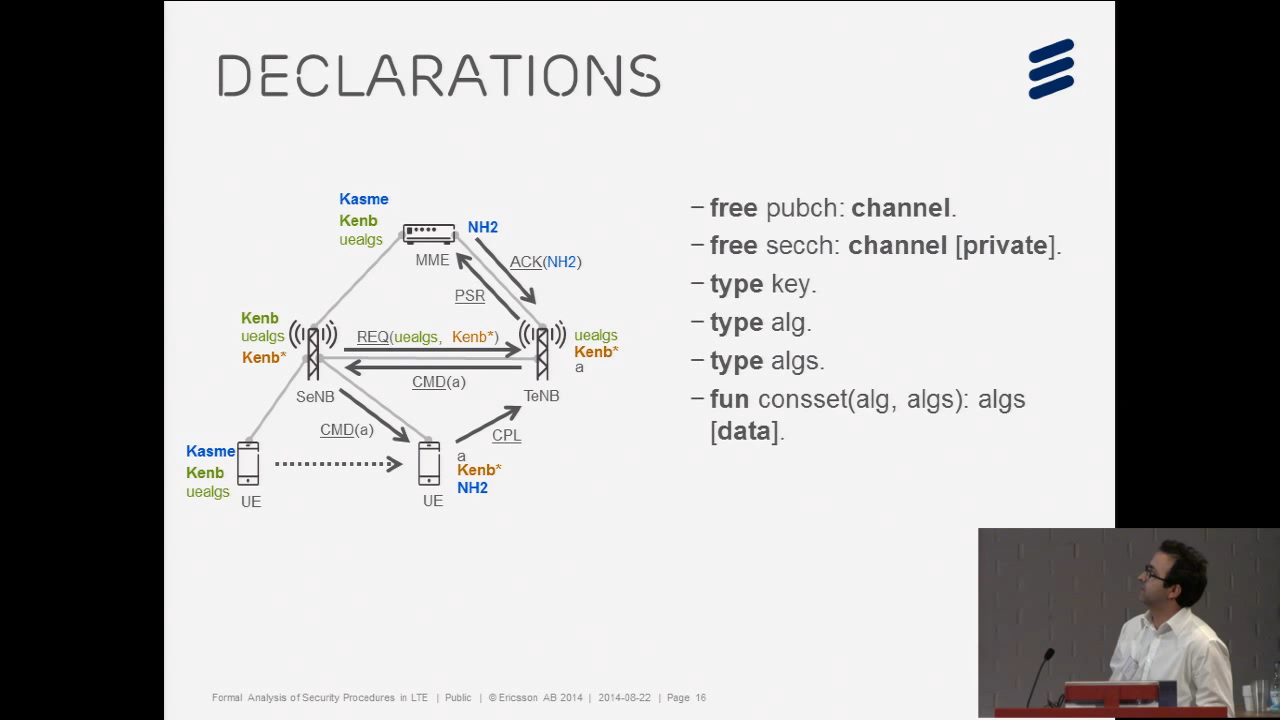 DECLARATIONS
Kasme
Kenb
uealgs
NH2
MME
ACK(NH2)
PSR
Kenb
uealgs
Kenb*
REQ(uealgs, Kenb*)
uealgs
Kenb*
a
CMD(a)
SeNB
TeNB
CMD(a)
CPL
Kasme
Kenb
uealgs
UE
a
Kenb*
NH2
UE
– free pubch: channel.
– free secch: channel [private].
– type key.
– type alg.
– type algs.
– fun consset(alg, algs): algs
[data].
Formal Analysis of Security Procedures in LTE | Public | © Ericsson AB 2014 | 2014-08-22 | Page 16